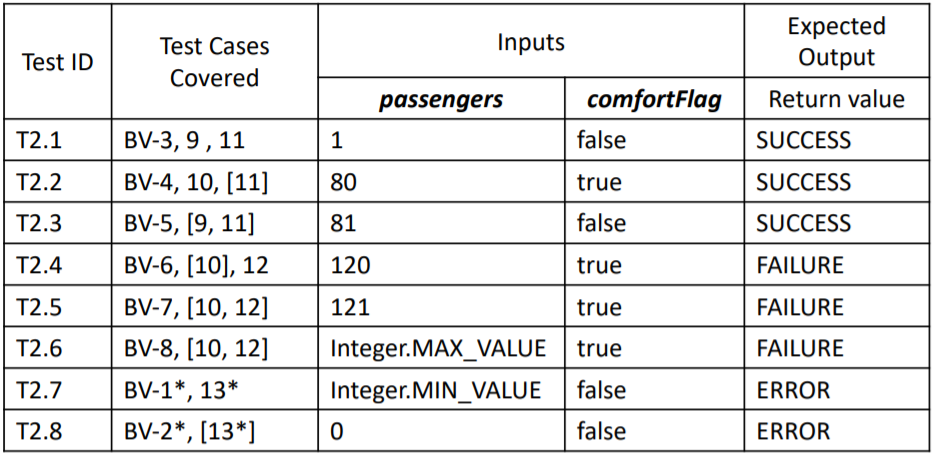 Test ID Test Cases Covered Inputs Expected Output
passengers comfortFlag Return value
T2.1 BV-3, 9 , 11 1 false SUCCESS
T2.2 BV-4, 10, [11] 80 true SUCCESS
T2.3 BV-5, [9, 11] 81 false SUCCESS
T2.4 BV-6, [10], 12 120 true FAILURE
T2.5 BV-7, [10, 12] 121 true FAILURE
T2.6 BV-8, [10, 12] Integer.MAX_VALUE true FAILURE
T2.7 BV-1*, 13* Integer.MIN_VALUE false ERROR
T2.8 BV-2*, [13*] 0 false ERROR